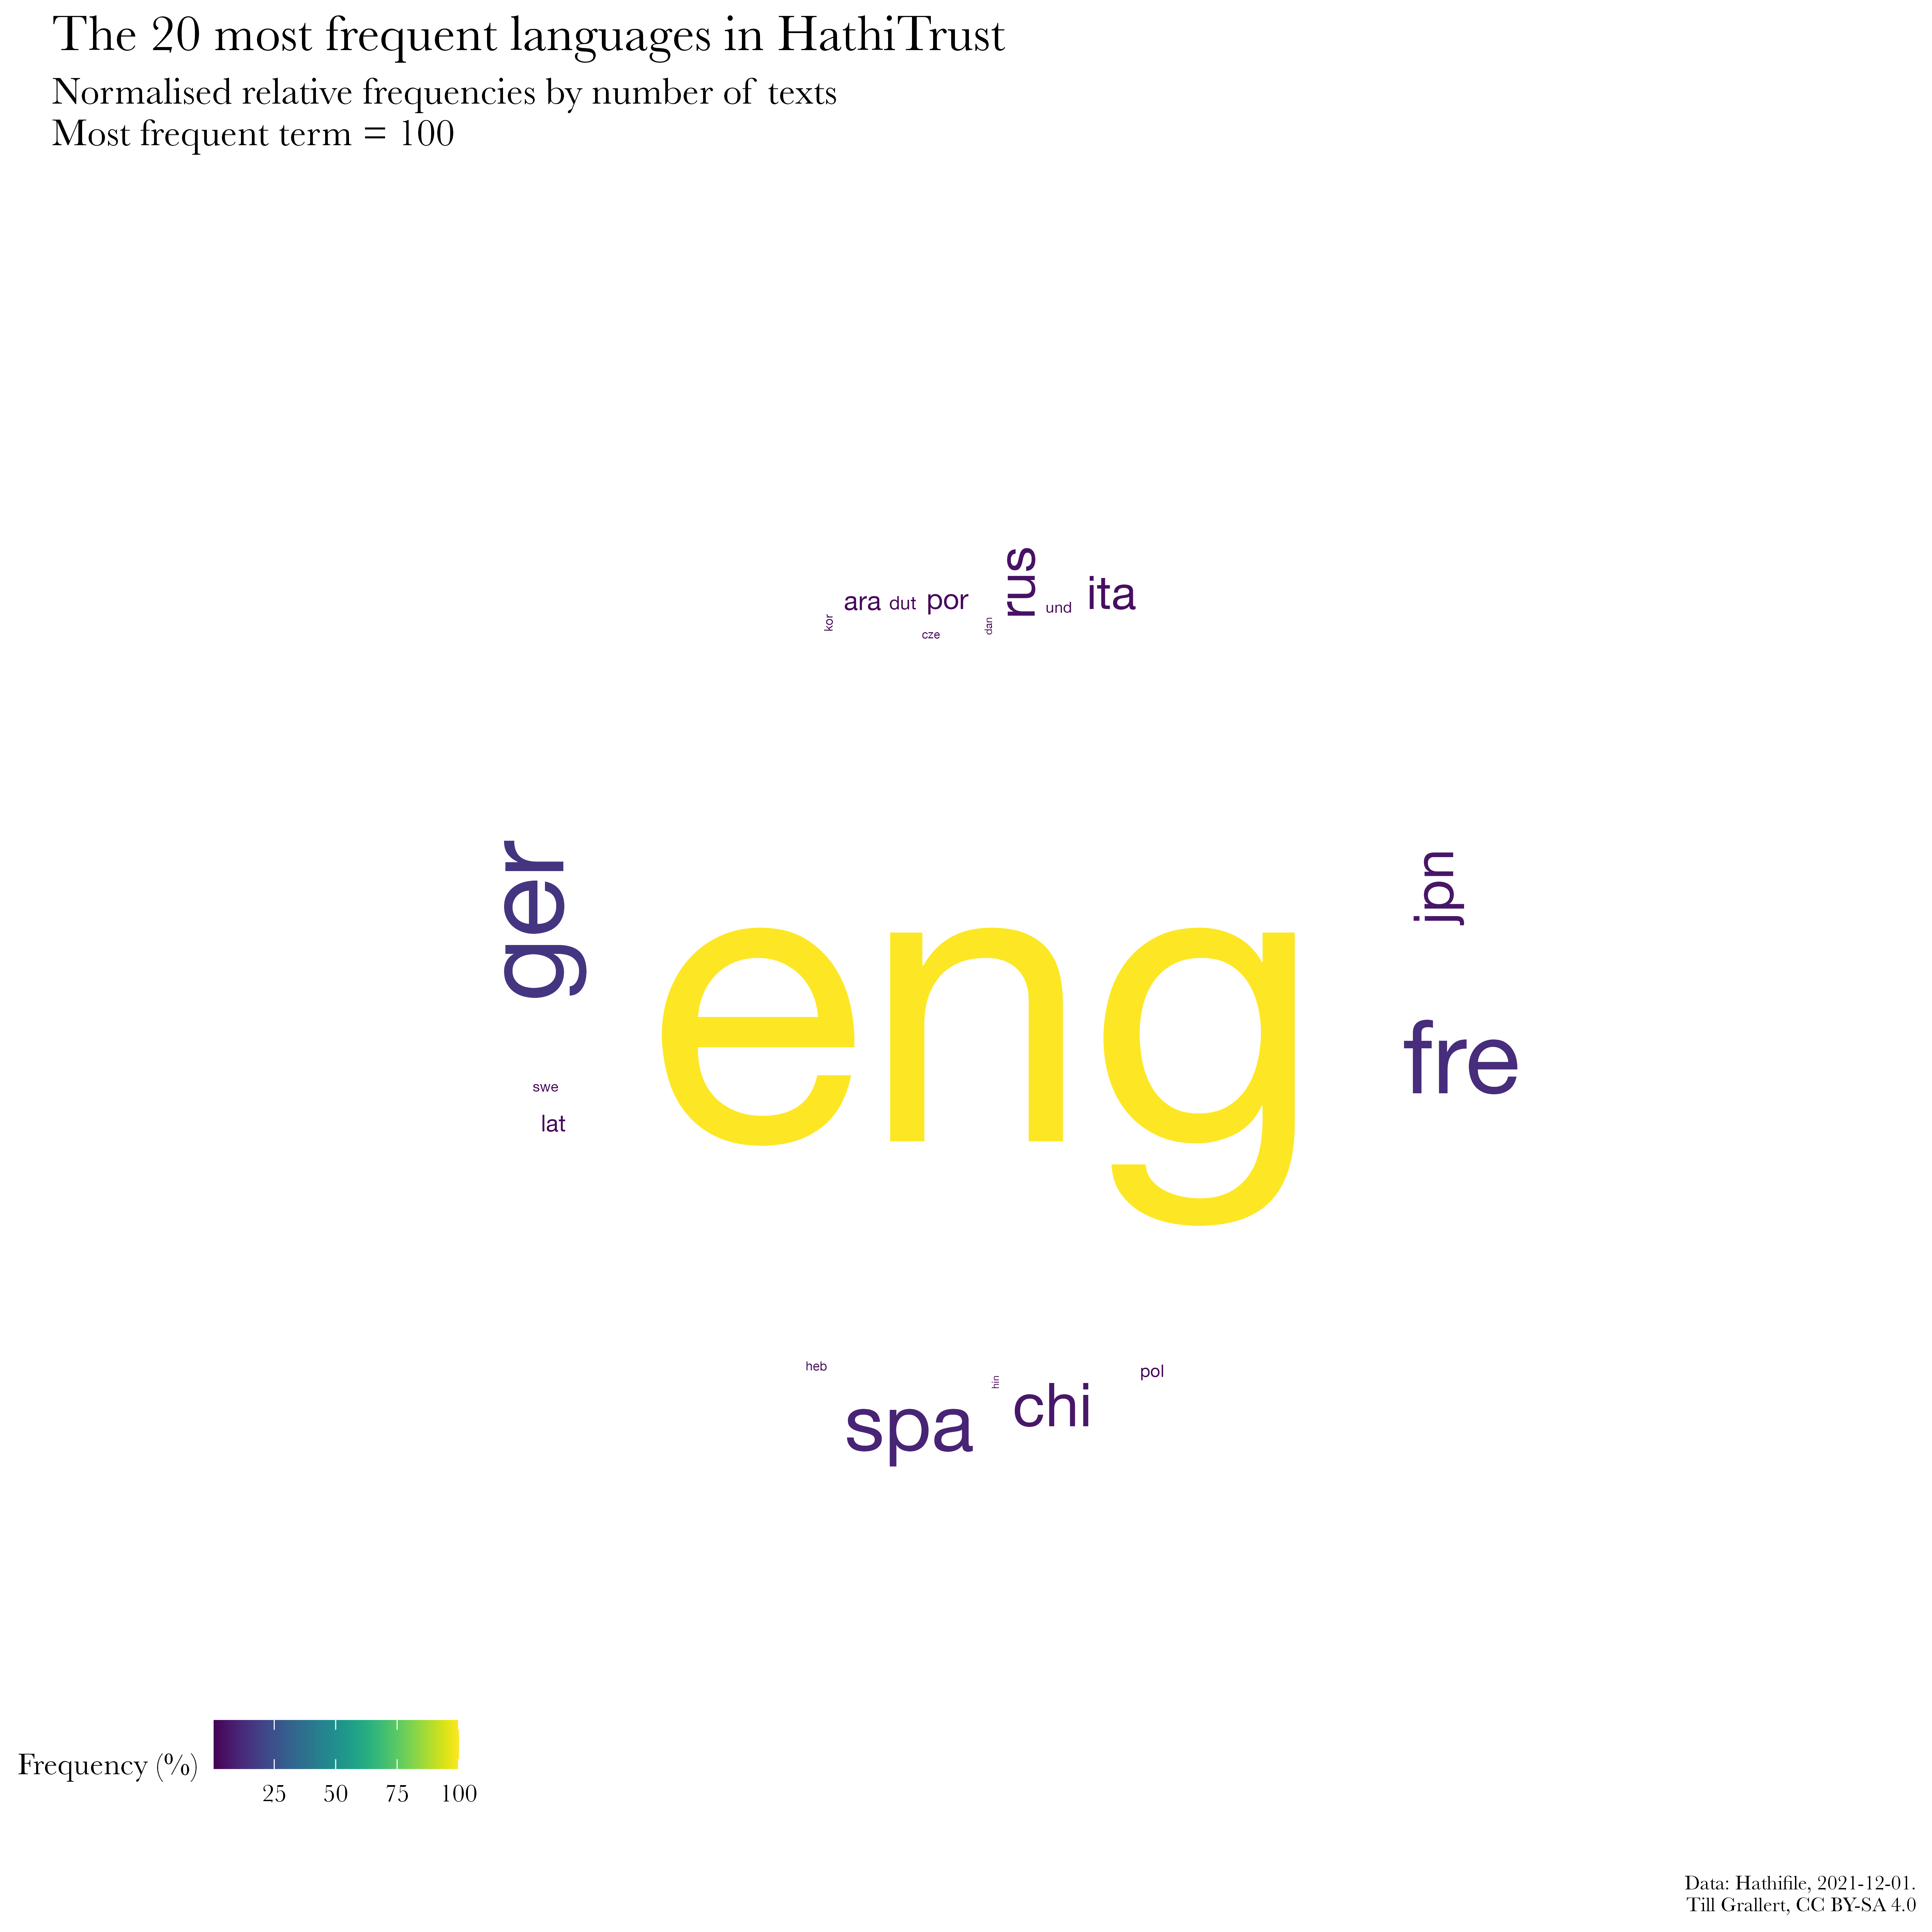 The 20 most frequent languages in HathiTrust
Normalised relative frequencies by number of texts
Most frequent term = 100
rus
ara dut por und ita
kor
dan
cze
ger
jpn
eng
fre
swe
lat
heb
pol
hin
spa
chi
Frequency (%)
25 50 75 100
Data: Hathifile, 2021-12-01.
Till Grallert, CC BY-SA 4.0